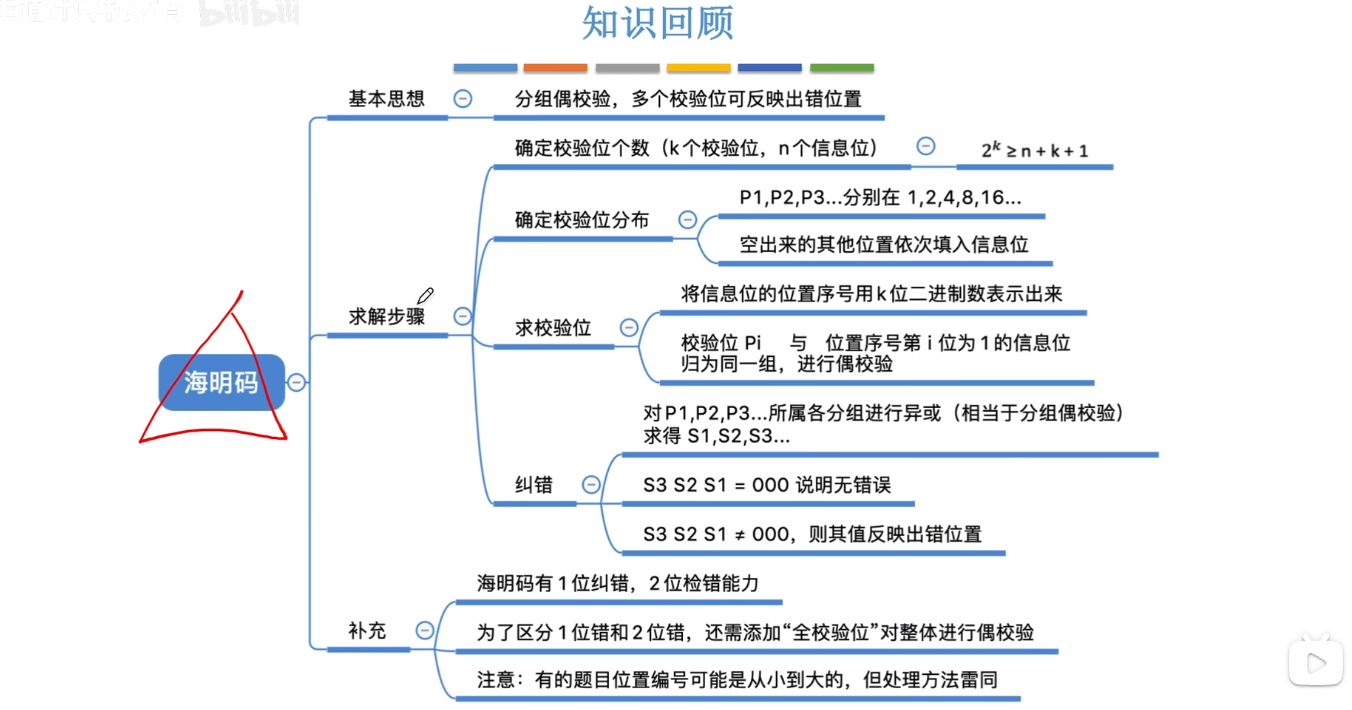 bilibili
知识回顾
基本思想
分组偶校验，多个校验位可反映出错位置
确定校验位个数（k个校验位，n个信息位）
2ᵏ ≥ n + k + 1
确定校验位分布
P1,P2,P3...分别在 1,2,4,8,16...
空出来的其他位置依次填入信息位
求解步骤
求校验位
将信息位的位置序号用k位二进制数表示出来
校验位 Pi 与 位置序号第 i 位为 1 的信息位
归为同一组，进行偶校验
海明码
纠错
对P1,P2,P3...所属各分组进行异或（相当于分组偶校验）
求得 S1,S2,S3...
S3 S2 S1 = 000 说明无错误
S3 S2 S1 ≠ 000，则其值反映出错位置
补充
海明码有 1 位纠错，2 位检错能力
为了区分 1 位错和 2 位错，还需添加“全校验位”对整体进行偶校验
注意：有的题目位置编号可能是从小到大的，但处理方法雷同